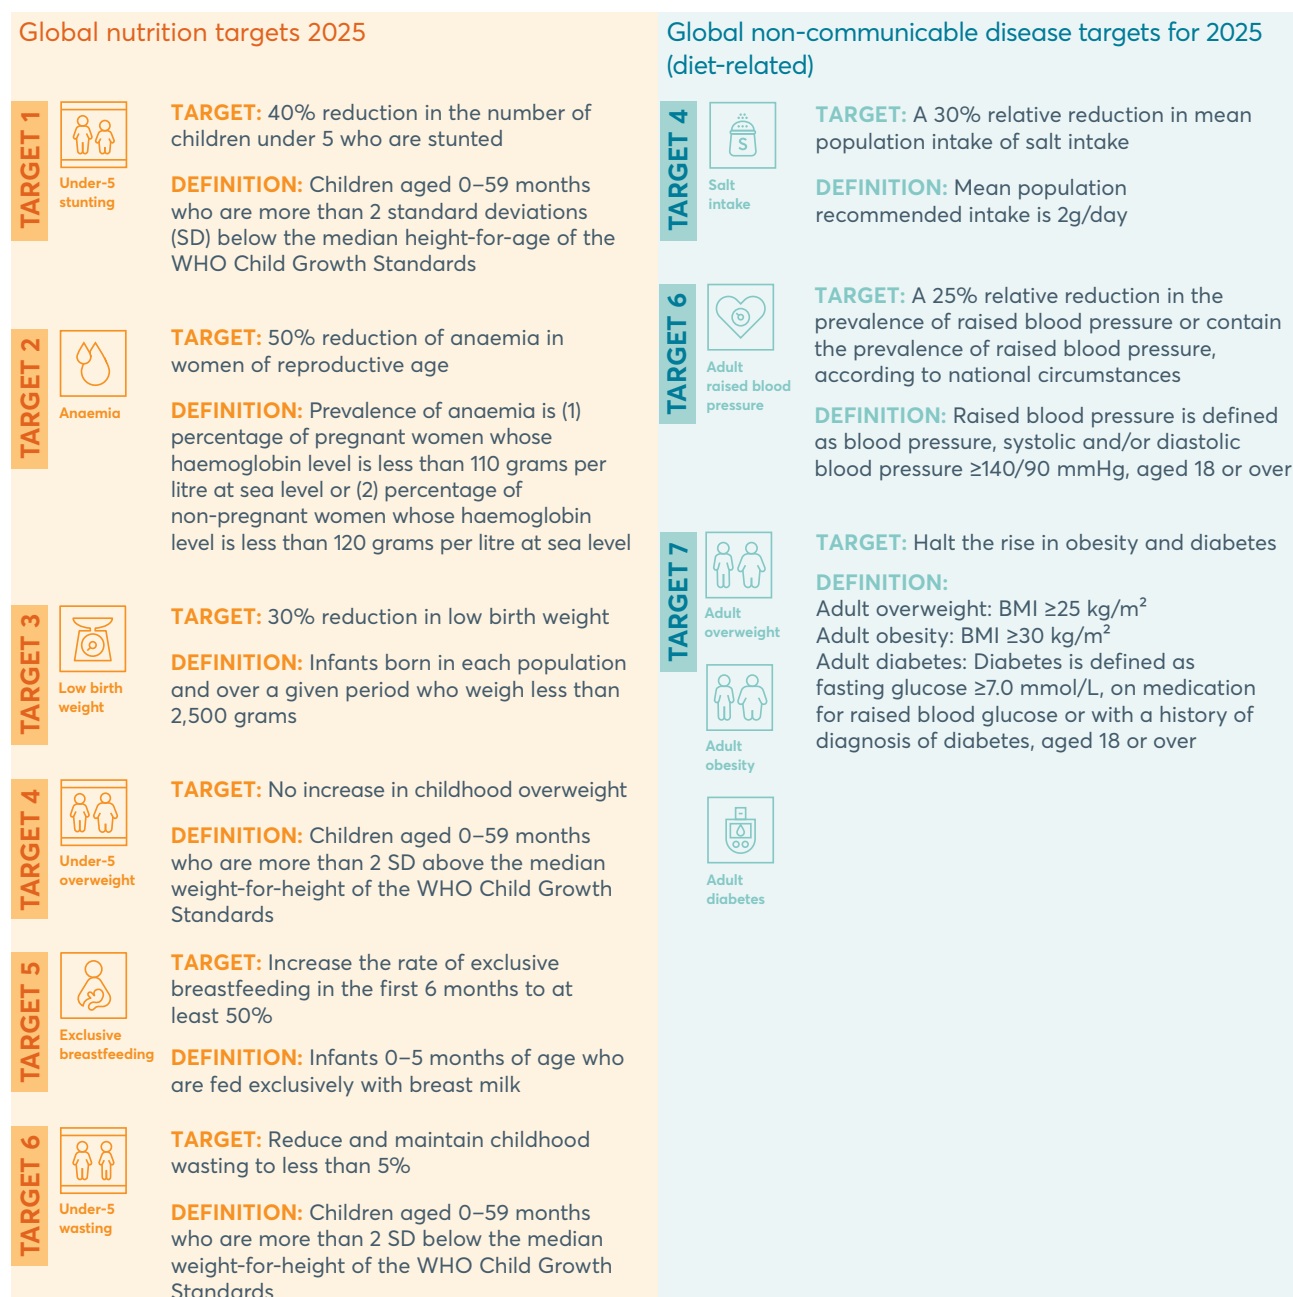 Global nutrition targets 2025
TARGET 1
Under-5
stunting
TARGET: 40% reduction in the number of
children under 5 who are stunted
DEFINITION: Children aged 0–59 months
who are more than 2 standard deviations
(SD) below the median height-for-age of the
WHO Child Growth Standards
TARGET 2
Anaemia
TARGET: 50% reduction of anaemia in
women of reproductive age
DEFINITION: Prevalence of anaemia is (1)
percentage of pregnant women whose
haemoglobin level is less than 110 grams per
litre at sea level or (2) percentage of
non-pregnant women whose haemoglobin
level is less than 120 grams per litre at sea level
TARGET 3
Low birth
weight
TARGET: 30% reduction in low birth weight
DEFINITION: Infants born in each population
and over a given period who weigh less than
2,500 grams
TARGET 4
Under-5
overweight
TARGET: No increase in childhood overweight
DEFINITION: Children aged 0–59 months
who are more than 2 SD above the median
weight-for-height of the WHO Child Growth
Standards
TARGET 5
Exclusive
breastfeeding
TARGET: Increase the rate of exclusive
breastfeeding in the first 6 months to at
least 50%
DEFINITION: Infants 0–5 months of age who
are fed exclusively with breast milk
TARGET 6
Under-5
wasting
TARGET: Reduce and maintain childhood
wasting to less than 5%
DEFINITION: Children aged 0–59 months
who are more than 2 SD below the median
weight-for-height of the WHO Child Growth
Standards
Global non-communicable disease targets for 2025
(diet-related)
TARGET 4
S
Salt
intake
TARGET: A 30% relative reduction in mean
population intake of salt intake
DEFINITION: Mean population
recommended intake is 2g/day
TARGET 6
Adult
raised blood
pressure
TARGET: A 25% relative reduction in the
prevalence of raised blood pressure or contain
the prevalence of raised blood pressure,
according to national circumstances
DEFINITION: Raised blood pressure is defined
as blood pressure, systolic and/or diastolic
blood pressure ≥140/90 mmHg, aged 18 or over
TARGET 7
Adult
overweight
Adult
obesity
Adult
diabetes
TARGET: Halt the rise in obesity and diabetes
DEFINITION:
Adult overweight: BMI ≥25 kg/m²
Adult obesity: BMI ≥30 kg/m²
Adult diabetes: Diabetes is defined as
fasting glucose ≥7.0 mmol/L, on medication
for raised blood glucose or with a history of
diagnosis of diabetes, aged 18 or over